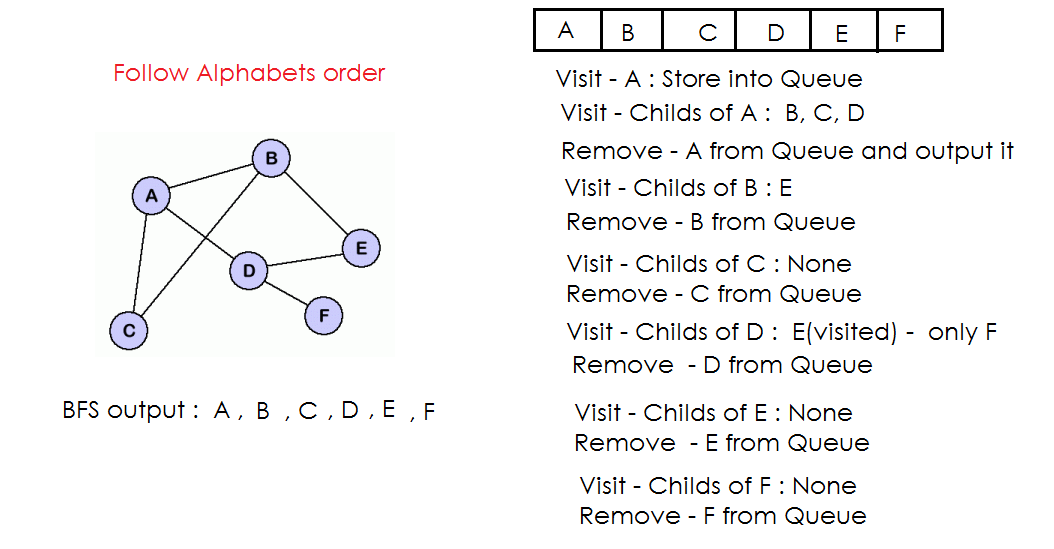 Follow Alphabets order
B
A
E
D
F
C
BFS output : A , B , C , D , E , F
A B C D E F
Visit - A : Store into Queue
Visit - Childs of A : B, C, D
Remove - A from Queue and output it
Visit - Childs of B : E
Remove - B from Queue
Visit - Childs of C : None
Remove - C from Queue
Visit - Childs of D : E(visited) - only F
Remove - D from Queue
Visit - Childs of E : None
Remove - E from Queue
Visit - Childs of F : None
Remove - F from Queue